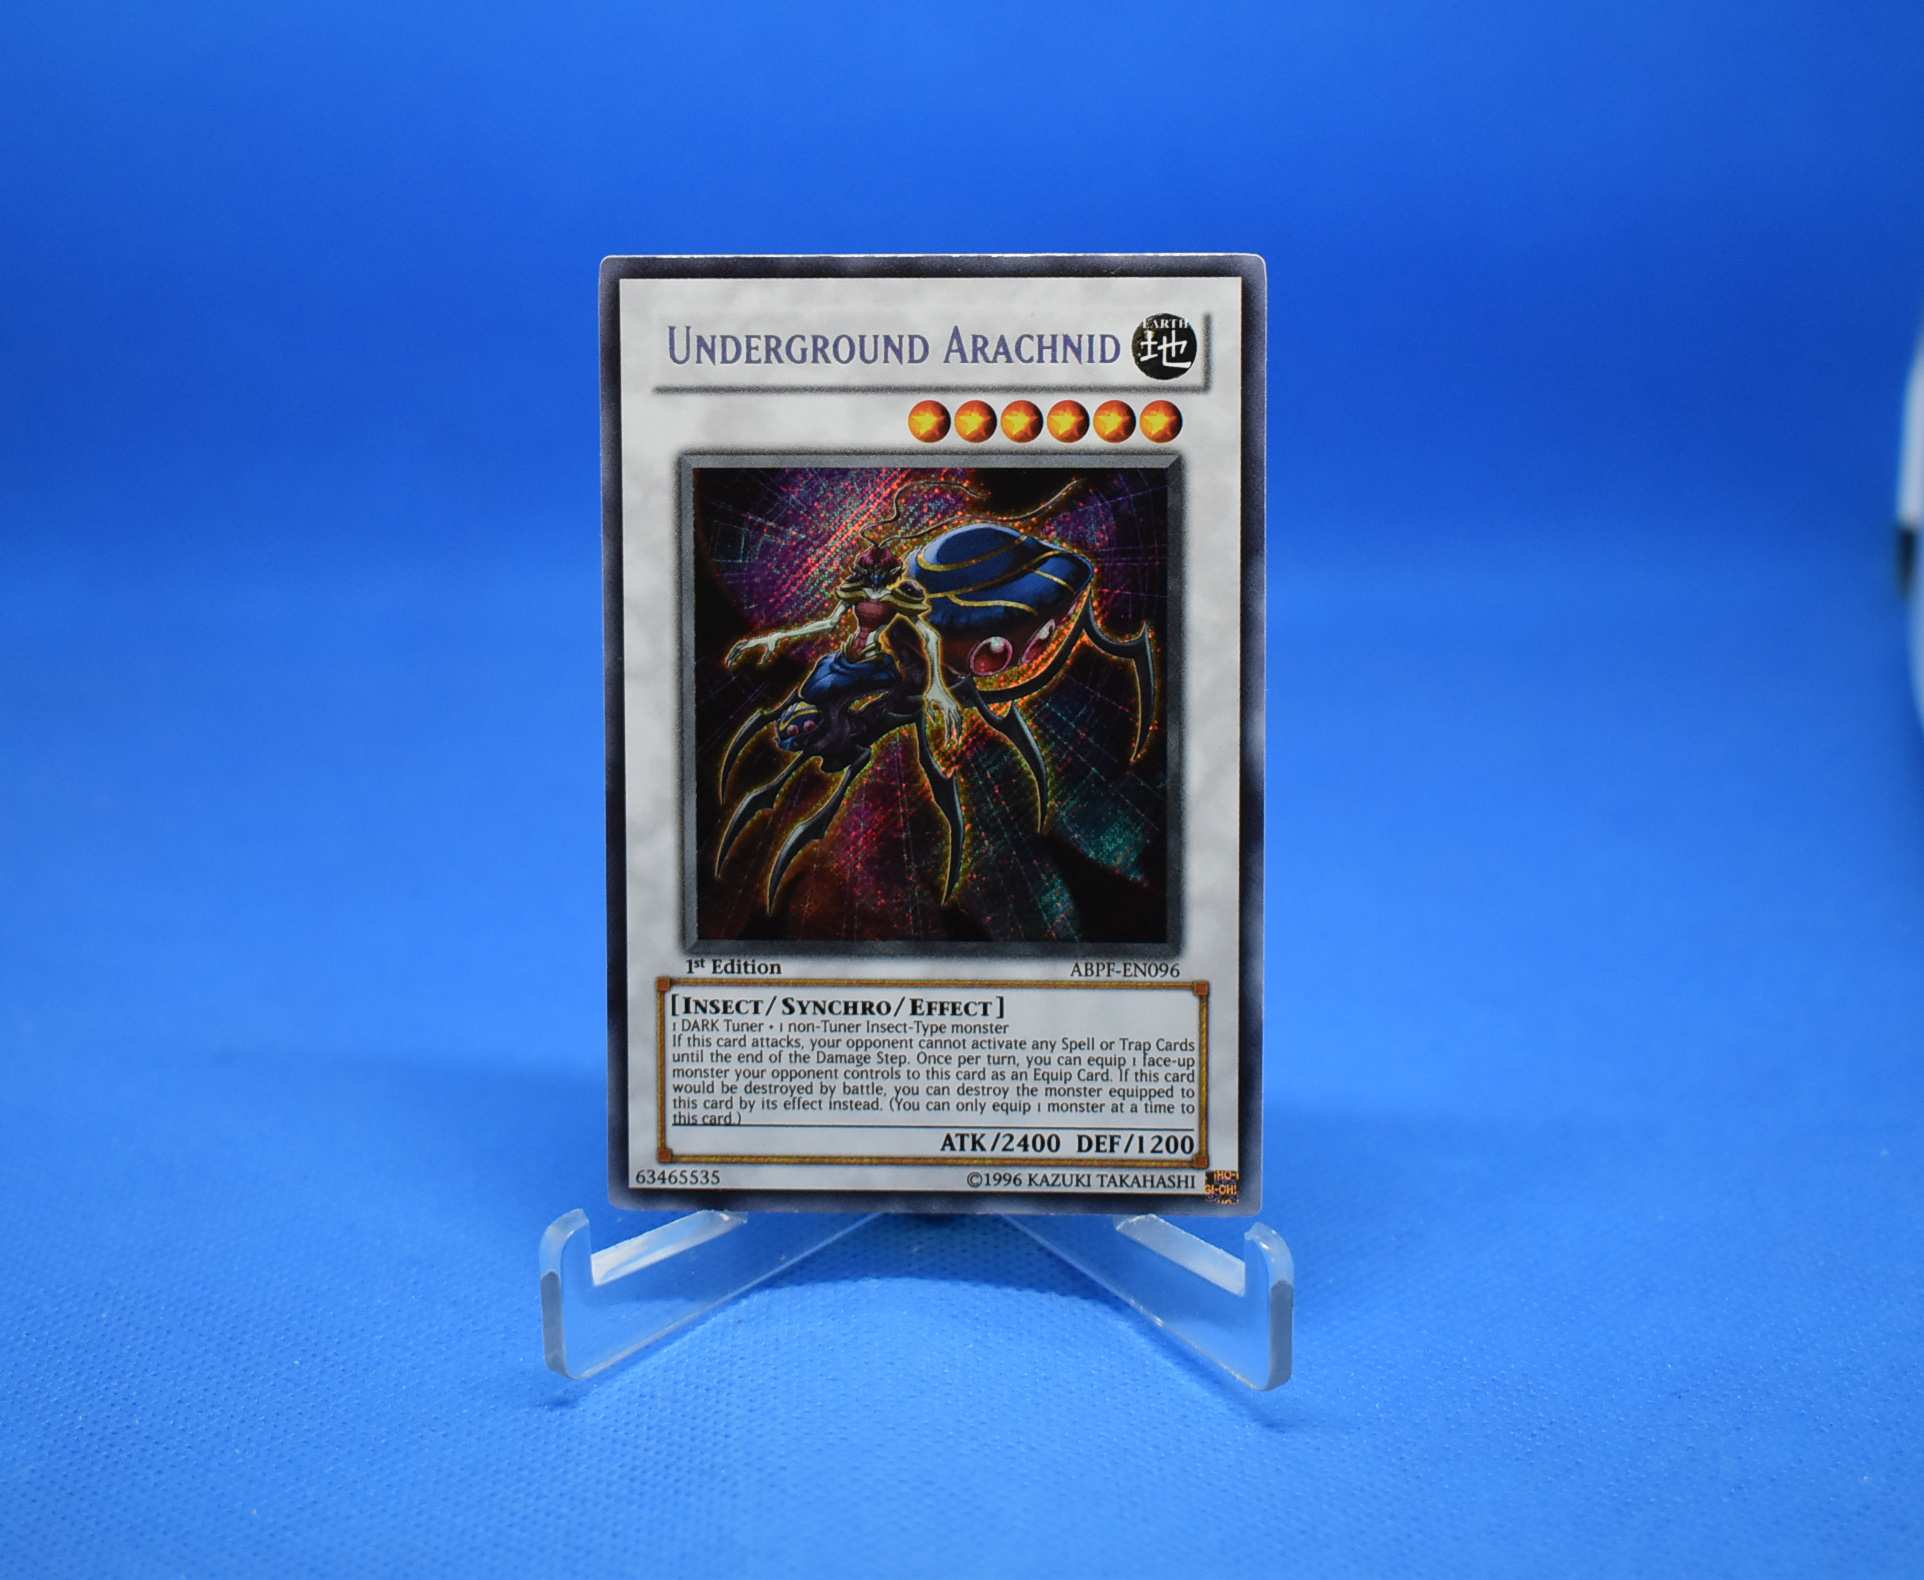 UNDERGROUND ARACHNID
EARTH
地
1st Edition
ABPF-EN096
[INSECT/SYNCHRO/EFFECT]
1 DARK Tuner + 1 non-Tuner Insect-Type monster
If this card attacks, your opponent cannot activate any Spell or Trap Cards
until the end of the Damage Step. Once per turn, you can equip 1 face-up
monster your opponent controls to this card as an Equip Card. If this card
would be destroyed by battle, you can destroy the monster equipped to
this card by its effect instead. (You can only equip 1 monster at a time to
this card.)
ATK/2400 DEF/1200
63465535
©1996 KAZUKI TAKAHASHI
GI-OH!